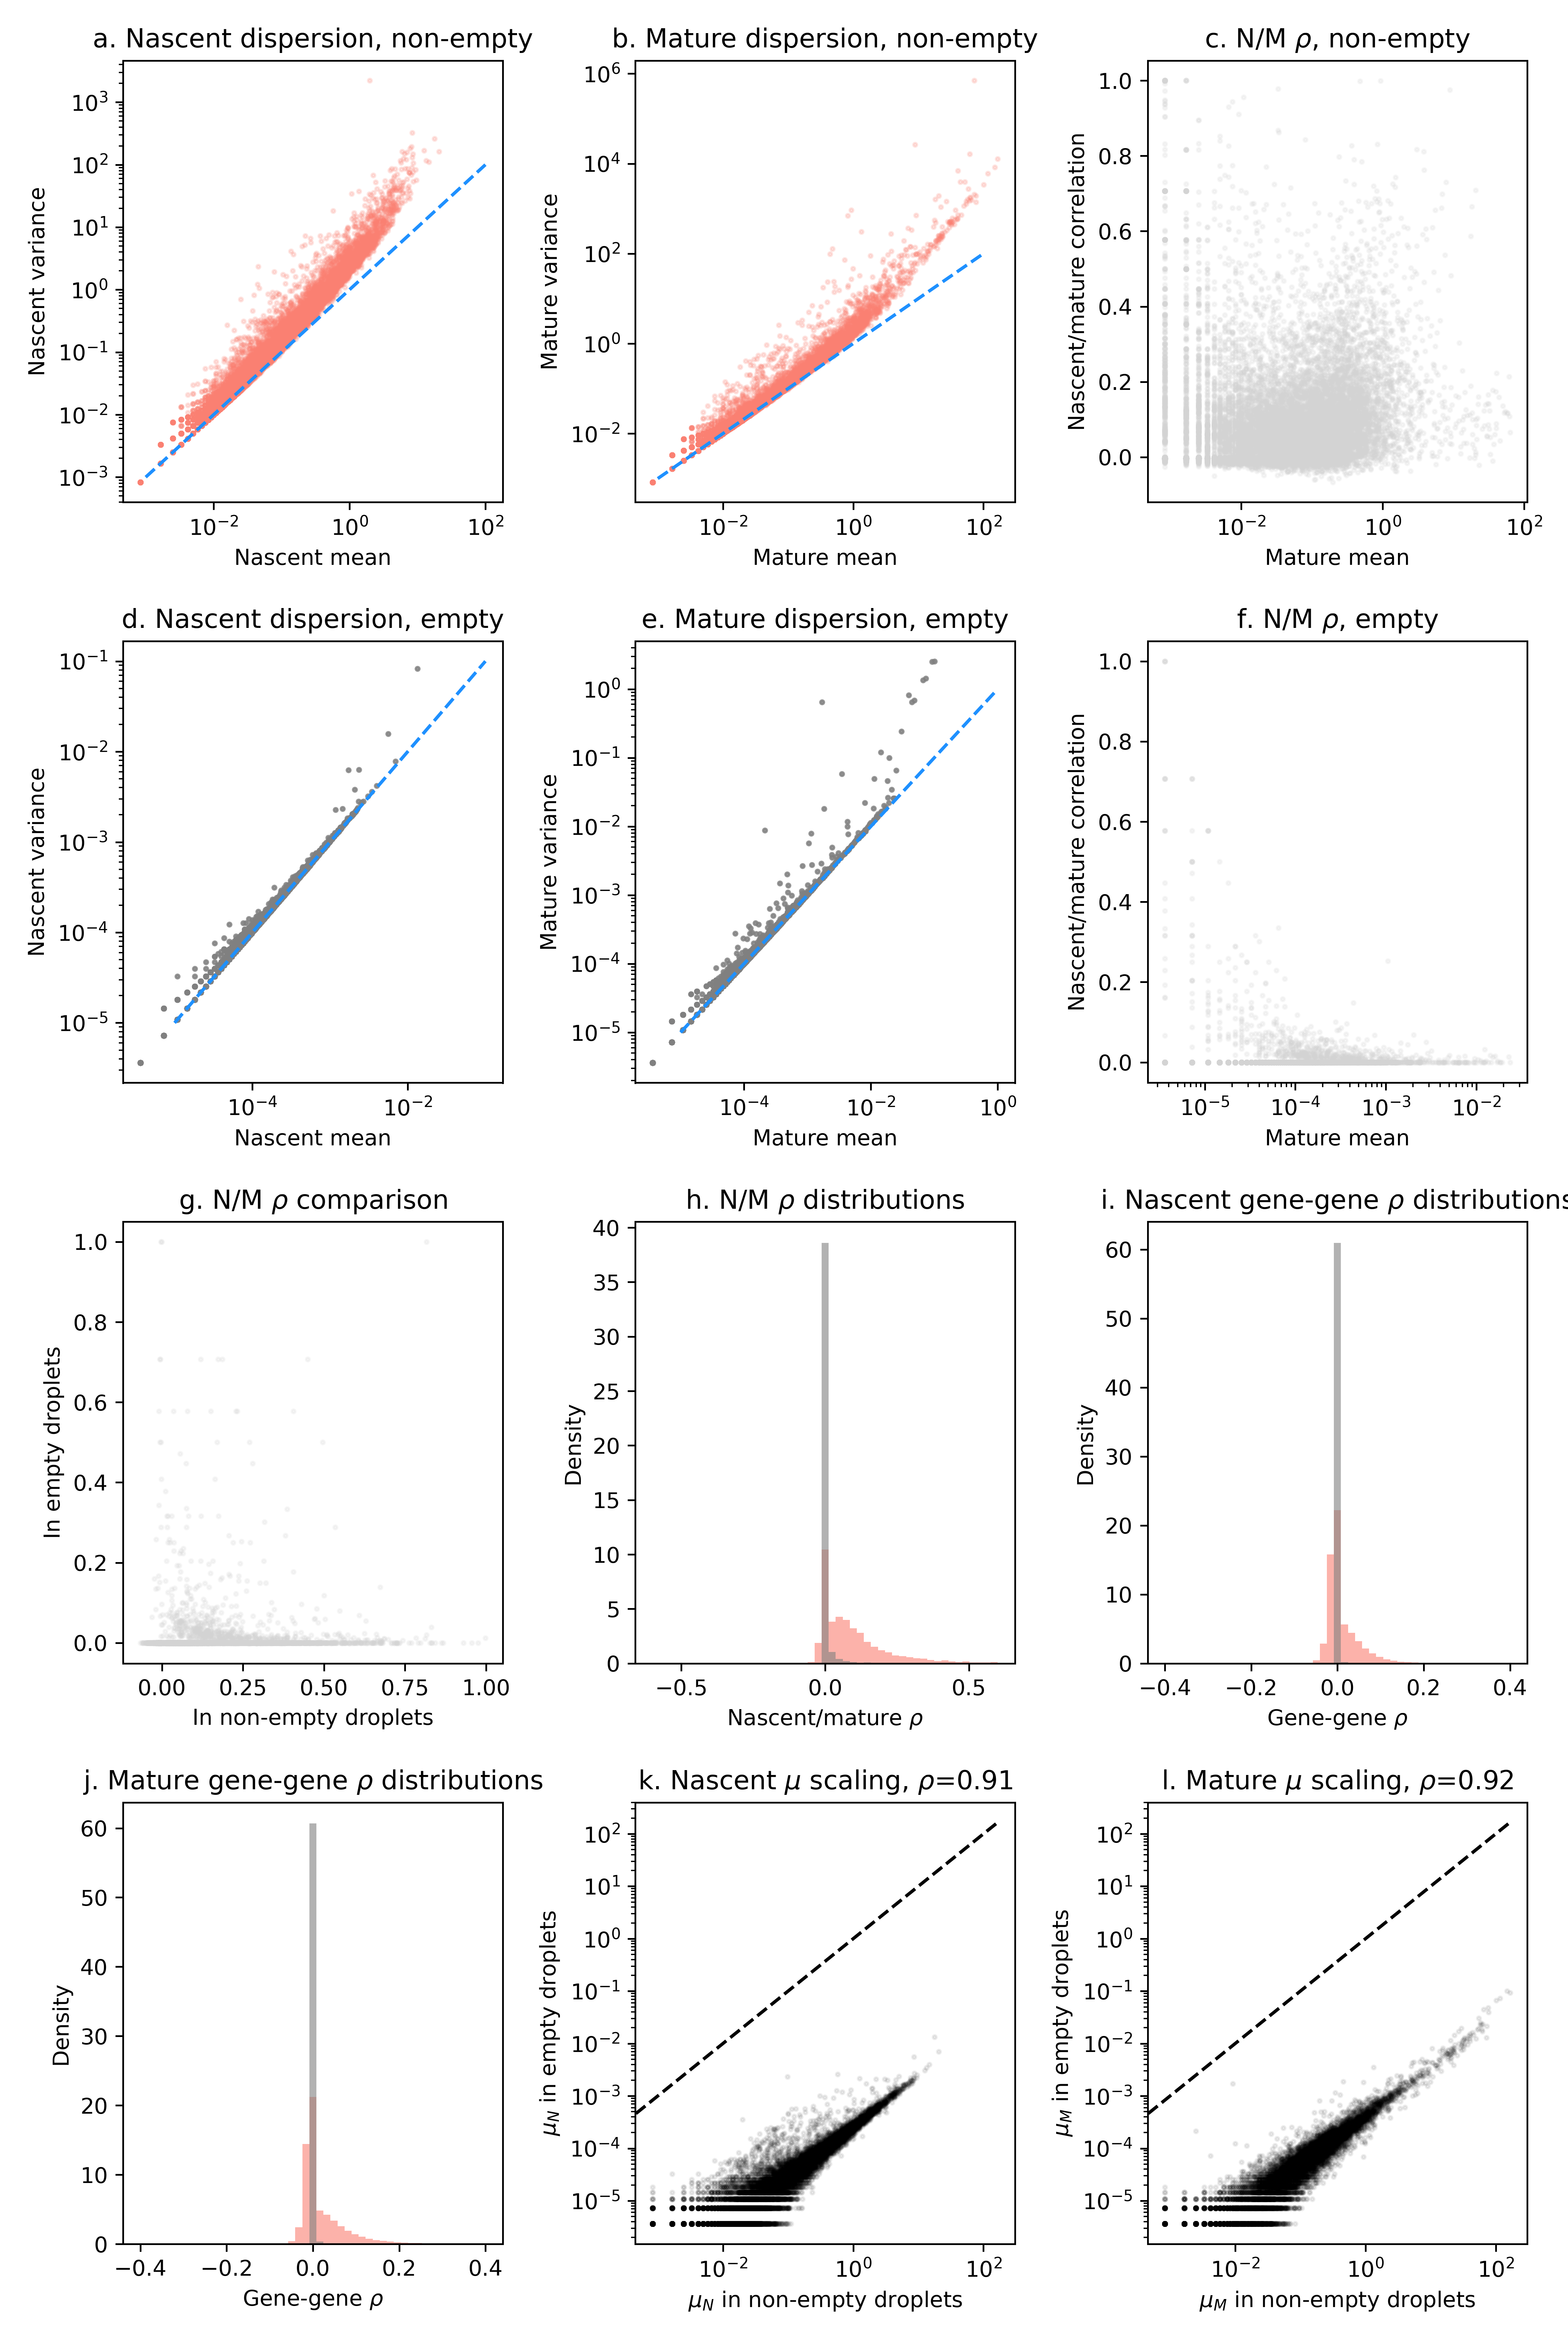 a. Nascent dispersion, non-empty
10³
10²
10¹
10⁰
10⁻¹
10⁻²
10⁻³
Nascent variance
10⁻² 10⁰ 10²
Nascent mean
b. Mature dispersion, non-empty
10⁶
10⁴
10²
10⁰
10⁻²
Mature variance
10⁻² 10⁰ 10²
Mature mean
c. N/M ρ, non-empty
1.0
0.8
0.6
0.4
0.2
0.0
Nascent/mature correlation
10⁻² 10⁰ 10²
Mature mean
d. Nascent dispersion, empty
10⁻¹
10⁻²
10⁻³
10⁻⁴
10⁻⁵
Nascent variance
10⁻⁴ 10⁻²
Nascent mean
e. Mature dispersion, empty
10⁰
10⁻¹
10⁻²
10⁻³
10⁻⁴
10⁻⁵
Mature variance
10⁻⁴ 10⁻² 10⁰
Mature mean
f. N/M ρ, empty
1.0
0.8
0.6
0.4
0.2
0.0
Nascent/mature correlation
10⁻⁵ 10⁻⁴ 10⁻³ 10⁻²
Mature mean
g. N/M ρ comparison
1.0
0.8
0.6
0.4
0.2
0.0
In empty droplets
0.00 0.25 0.50 0.75 1.00
In non-empty droplets
h. N/M ρ distributions
40
35
30
25
20
15
10
5
0
Density
−0.5 0.0 0.5
Nascent/mature ρ
i. Nascent gene-gene ρ distributions
60
50
40
30
20
10
0
Density
−0.4 −0.2 0.0 0.2 0.4
Gene-gene ρ
j. Mature gene-gene ρ distributions
60
50
40
30
20
10
0
Density
−0.4 −0.2 0.0 0.2 0.4
Gene-gene ρ
k. Nascent μ scaling, ρ=0.91
10²
10¹
10⁰
10⁻¹
10⁻²
10⁻³
10⁻⁴
10⁻⁵
μ_N in empty droplets
10⁻² 10⁰ 10²
μ_N in non-empty droplets
l. Mature μ scaling, ρ=0.92
10²
10¹
10⁰
10⁻¹
10⁻²
10⁻³
10⁻⁴
10⁻⁵
μ_M in empty droplets
10⁻² 10⁰ 10²
μ_M in non-empty droplets